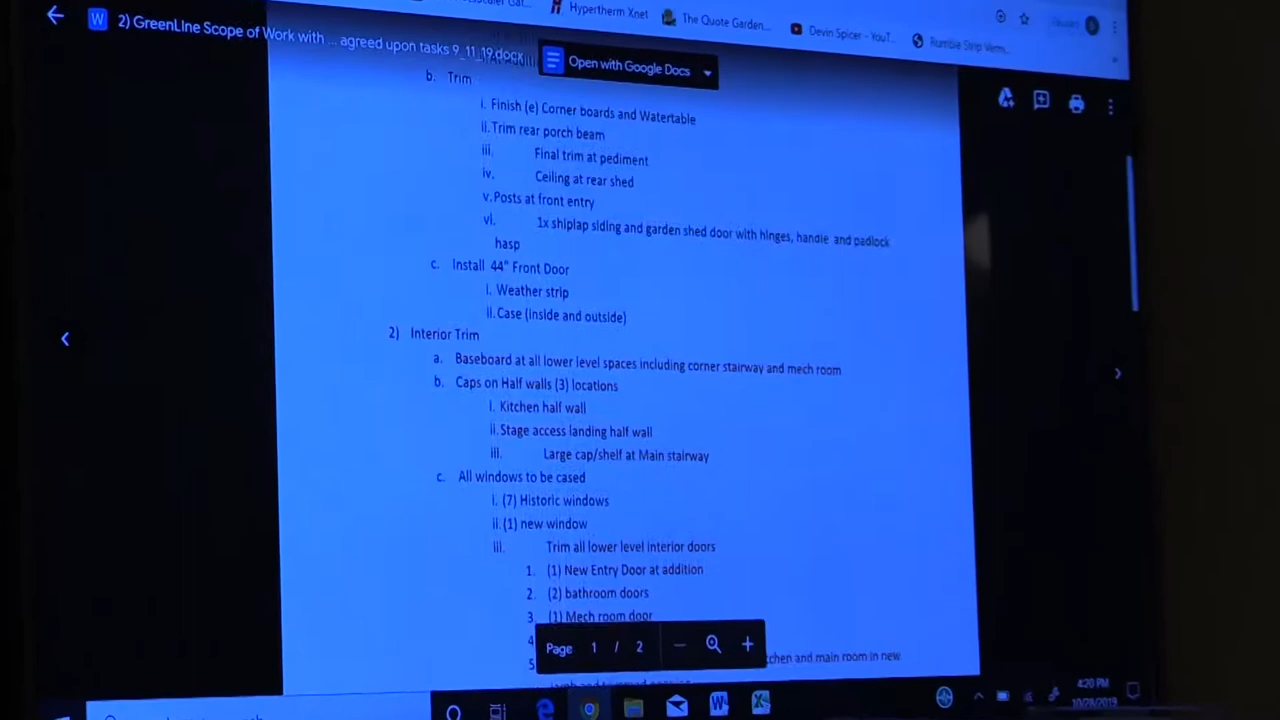 Hypertherm Xnet
The Quote Garden...
Devin Spicer - YouT...
Rumble Strip Verm...
2) GreenLine Scope of Work with ... agreed upon tasks 9_11_19.docx
Open with Google Docs
b. Trim
i. Finish (e) Corner boards and Watertable
ii. Trim rear porch beam
iii. Final trim at pediment
iv. Ceiling at rear shed
v. Posts at front entry
vi. 1x shiplap siding and garden shed door with hinges, handle and padlock
hasp
c. Install 44" Front Door
i. Weather strip
ii. Case (inside and outside)
2) Interior Trim
a. Baseboard at all lower level spaces including corner stairway and mech room
b. Caps on Half walls (3) locations
i. Kitchen half wall
ii. Stage access landing half wall
iii. Large cap/shelf at Main stairway
c. All windows to be cased
i. (7) Historic windows
ii. (1) new window
iii. Trim all lower level interior doors
1. (1) New Entry Door at addition
2. (2) bathroom doors
3. (1) Mech room door
4
5
and main room in new
Page 1 / 2
4:20 PM
10/28/2019